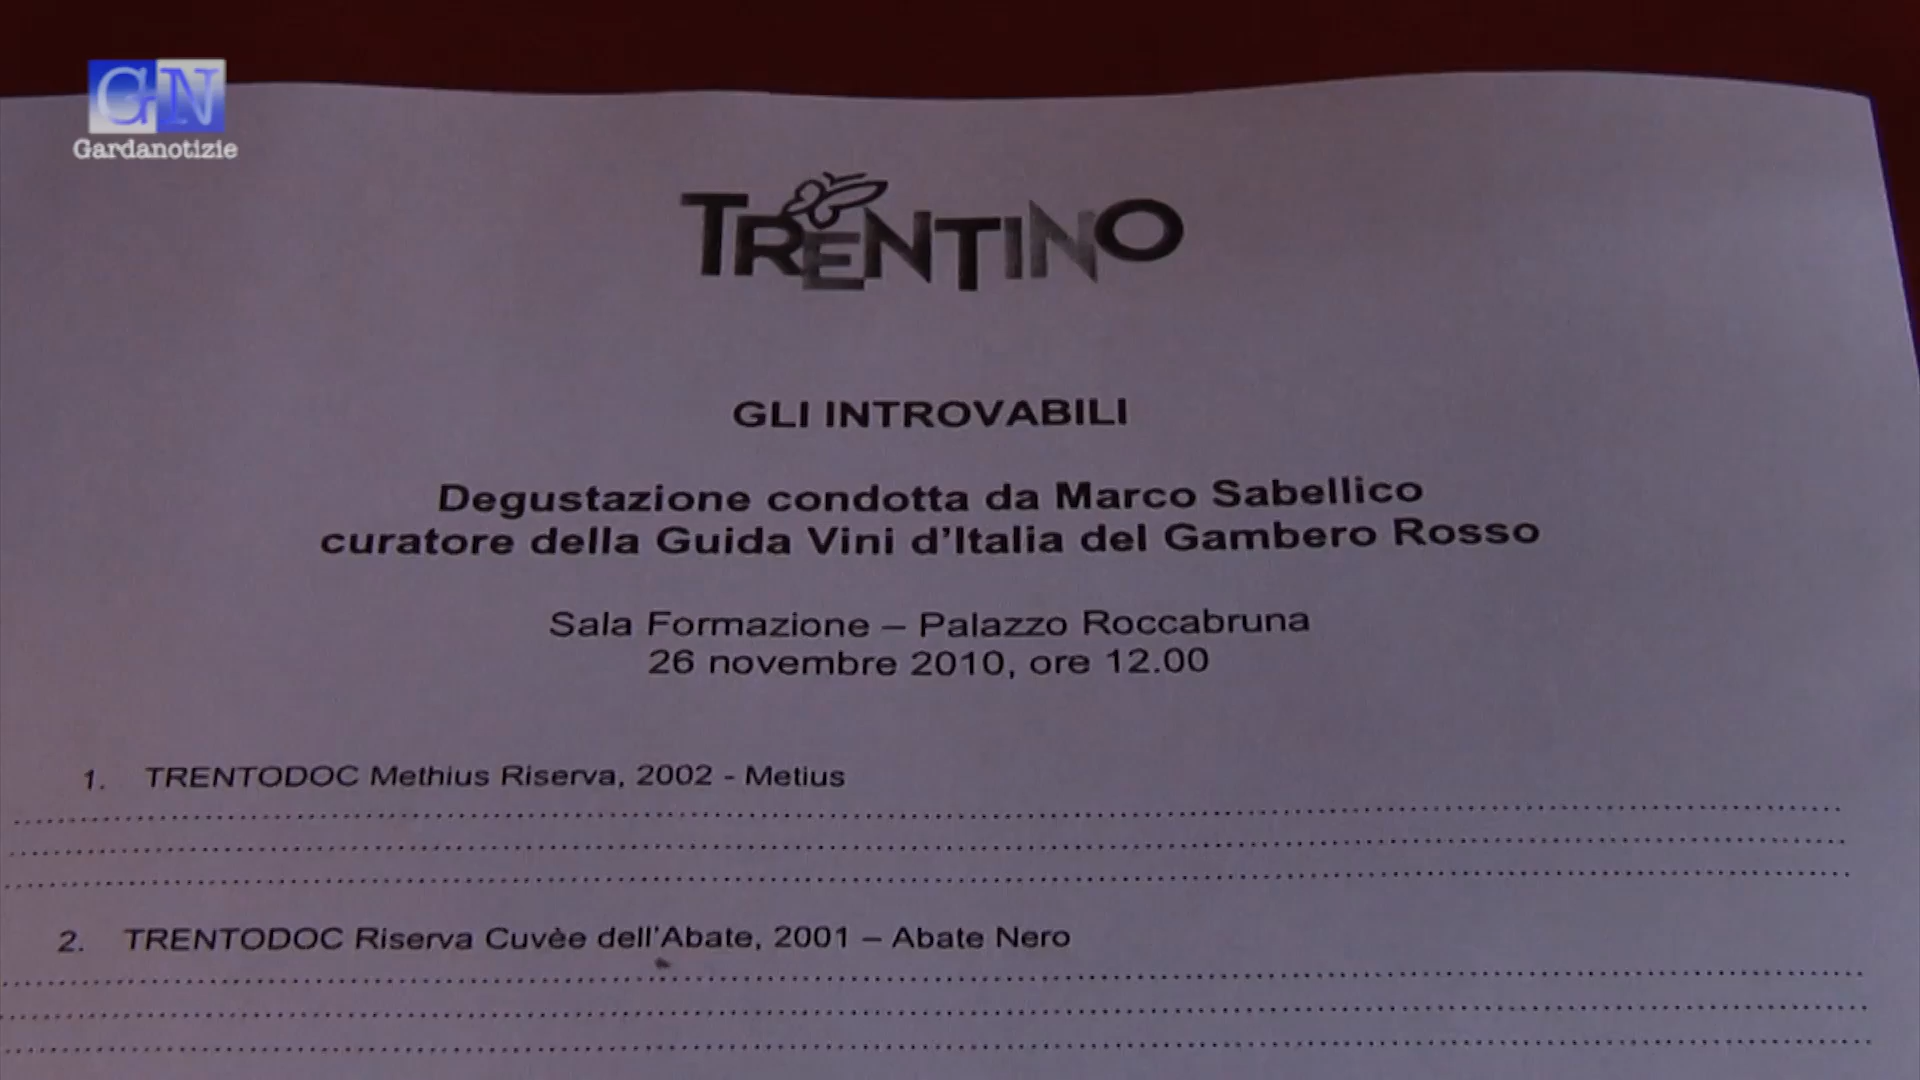 GN
Gardanotizie
TRENTINO
GLI INTROVABILI
Degustazione condotta da Marco Sabellico
curatore della Guida Vini d'Italia del Gambero Rosso
Sala Formazione – Palazzo Roccabruna
26 novembre 2010, ore 12.00
1. TRENTODOC Methius Riserva, 2002 - Metius
2. TRENTODOC Riserva Cuvèe dell'Abate, 2001 – Abate Nero